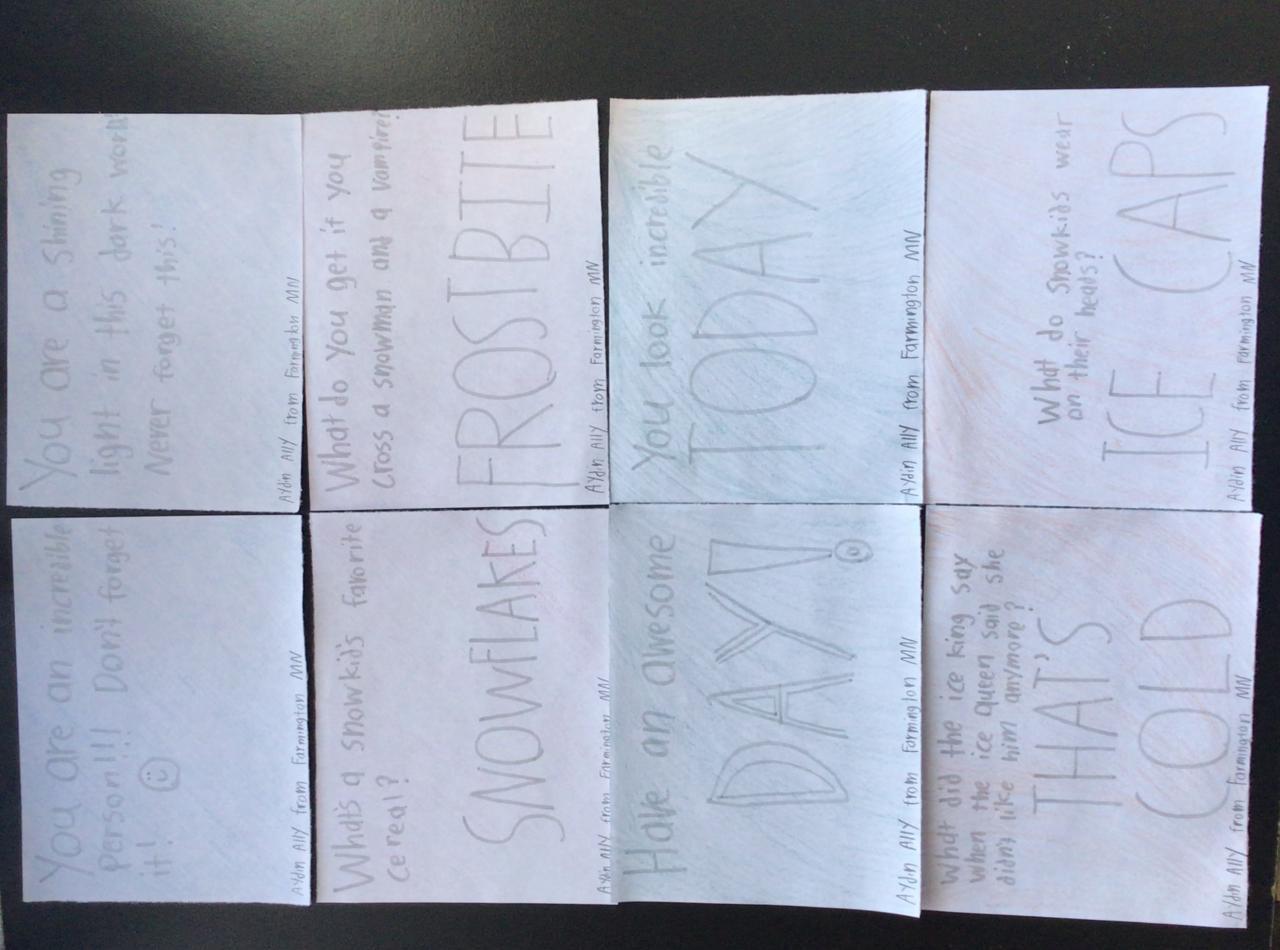 You are an incredible
Person!!! Don't forget
it! ☺
Aydin Ally from Farmington MN
You are a shining
light in this dark world
Never forget this!
Aydin Ally from Farmington MN
What's a snowkid's favorite
cereal?
SNOWFLAKES
Aydin Ally from Farmington MN
What do you get if you
Cross a snowman and a vampire?
FROSTBITE
Aydin Ally from Farmington MN
Have an awesome
DAY!
Aydin Ally from Farmington MN
You look incredible
TODAY
Aydin Ally from Farmington MN
What did the ice king say
when the ice queen said she
didn't like him anymore?
THAT'S
COLD
Aydin Ally from Farmington MN
What do Snowkids wear
on their heads?
ICE CAPS
Aydin Ally from Farmington MN